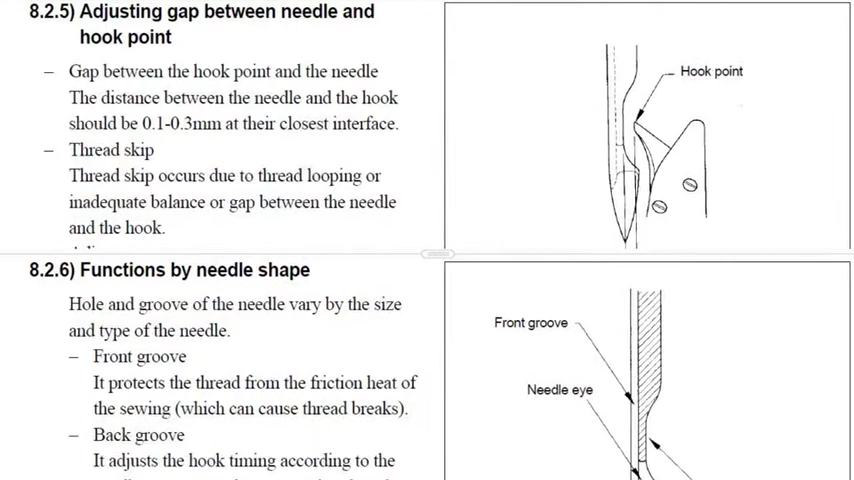 8.2.5) Adjusting gap between needle and
hook point
– Gap between the hook point and the needle
The distance between the needle and the hook
should be 0.1-0.3mm at their closest interface.
– Thread skip
Thread skip occurs due to thread looping or
inadequate balance or gap between the needle
and the hook.
Hook point
8.2.6) Functions by needle shape
Hole and groove of the needle vary by the size
and type of the needle.
– Front groove
It protects the thread from the friction heat of
the sewing (which can cause thread breaks).
– Back groove
It adjusts the hook timing according to the
Front groove
Needle eye